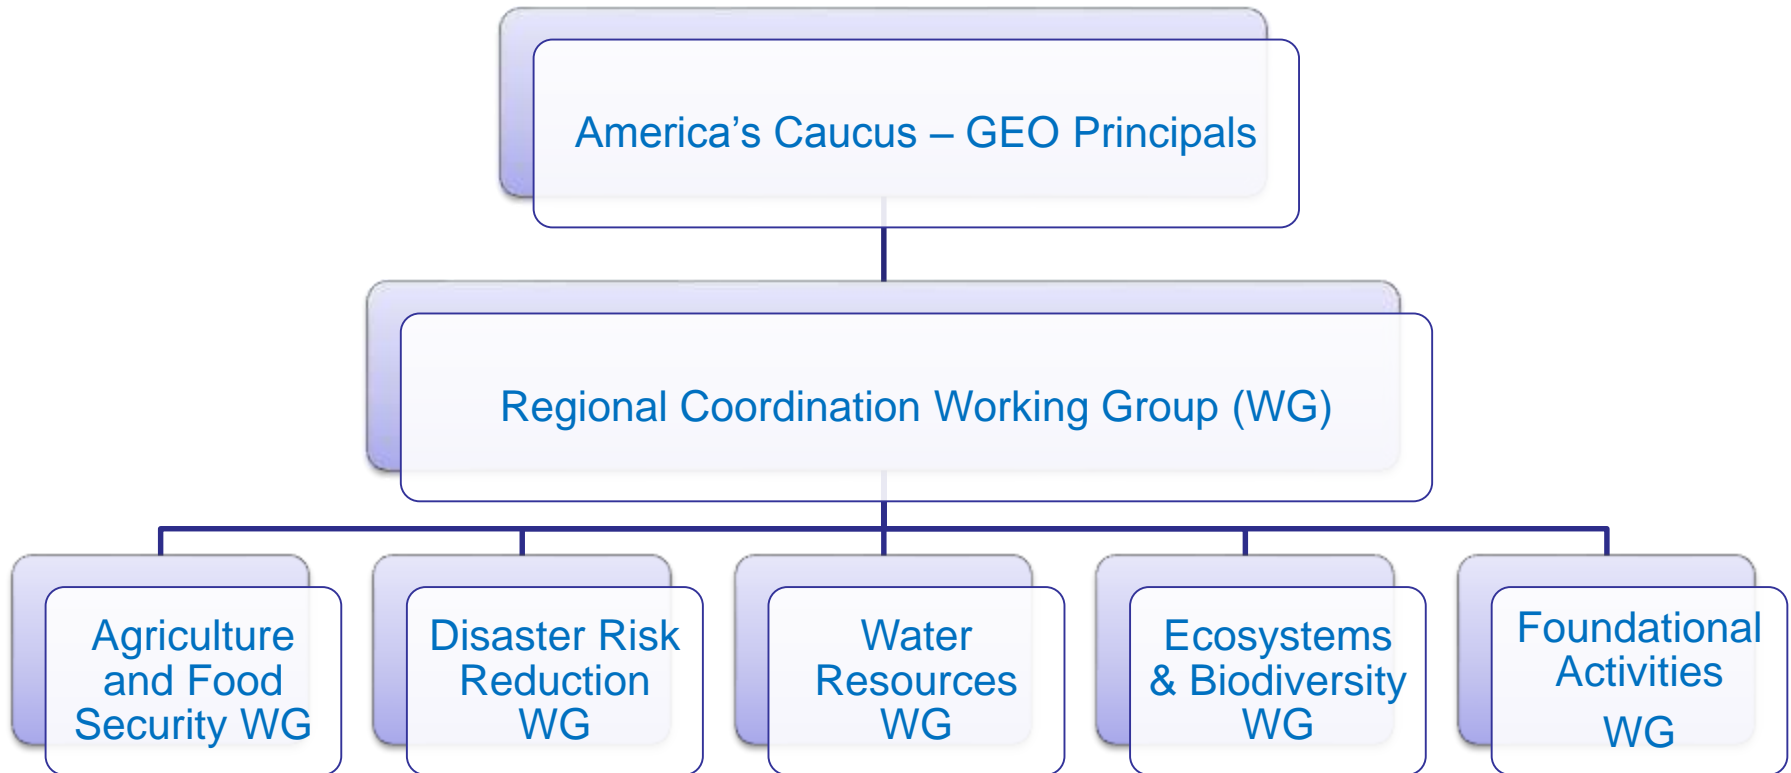 America’s Caucus – GEO Principals
Regional Coordination Working Group (WG)
Agriculture
and Food
Security WG
Disaster Risk
Reduction
WG
Water
Resources
WG
Ecosystems
& Biodiversity
WG
Foundational
Activities
WG